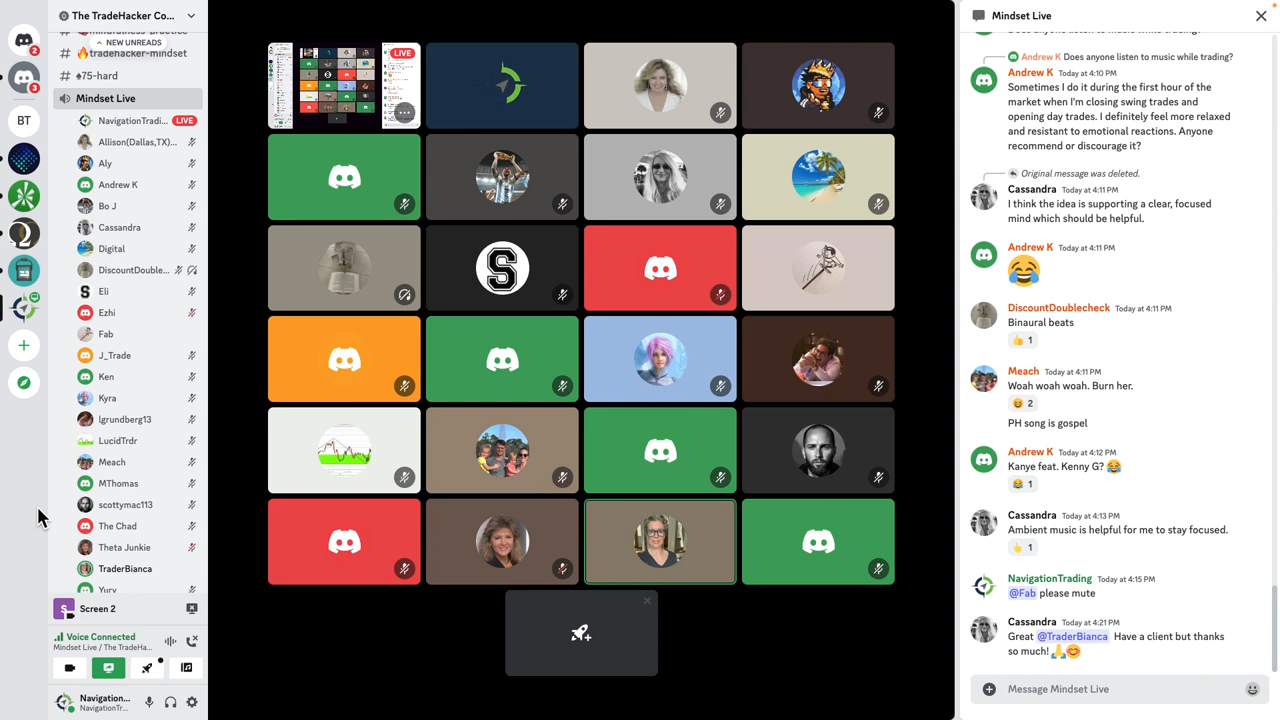 The TradeHacker Co...
# mindfulness-practice
NEW UNREADS
# 🔥tradehacker-mindset
# ♠75-hard
Mindset Live
NavigationTradi... LIVE
Allison(Dallas,TX)...
Aly
Andrew K
Bo J
Cassandra
Digital
DiscountDouble...
Eli
Ezhi
Fab
J_Trade
Ken
Kyra
lgrundberg13
LucidTrdr
Meach
MThomas
scottymac113
The Chad
Theta Junkie
TraderBianca
Yury
2
3
BT
S Screen 2
Voice Connected
Mindset Live / The TradeHa...
Navigation...
NavigationTr...
LIVE
S
Mindset Live
Andrew K Does anyone listen to music while trading?
Andrew K Today at 4:10 PM
Sometimes I do it during the first hour of the
market when I'm closing swing trades and
opening day trades. I definitely feel more relaxed
and resistant to emotional reactions. Anyone
recommend or discourage it?
Original message was deleted.
Cassandra Today at 4:11 PM
I think the idea is supporting a clear, focused
mind which should be helpful.
Andrew K Today at 4:11 PM
😂
DiscountDoublecheck Today at 4:11 PM
Binaural beats
👍 1
Meach Today at 4:11 PM
Woah woah woah. Burn her.
😆 2
PH song is gospel
Andrew K Today at 4:12 PM
Kanye feat. Kenny G? 😂
😂 1
Cassandra Today at 4:13 PM
Ambient music is helpful for me to stay focused.
👍 1
NavigationTrading Today at 4:15 PM
@Fab please mute
Cassandra Today at 4:21 PM
Great @TraderBianca Have a client but thanks
so much! 🙏😊
Message Mindset Live